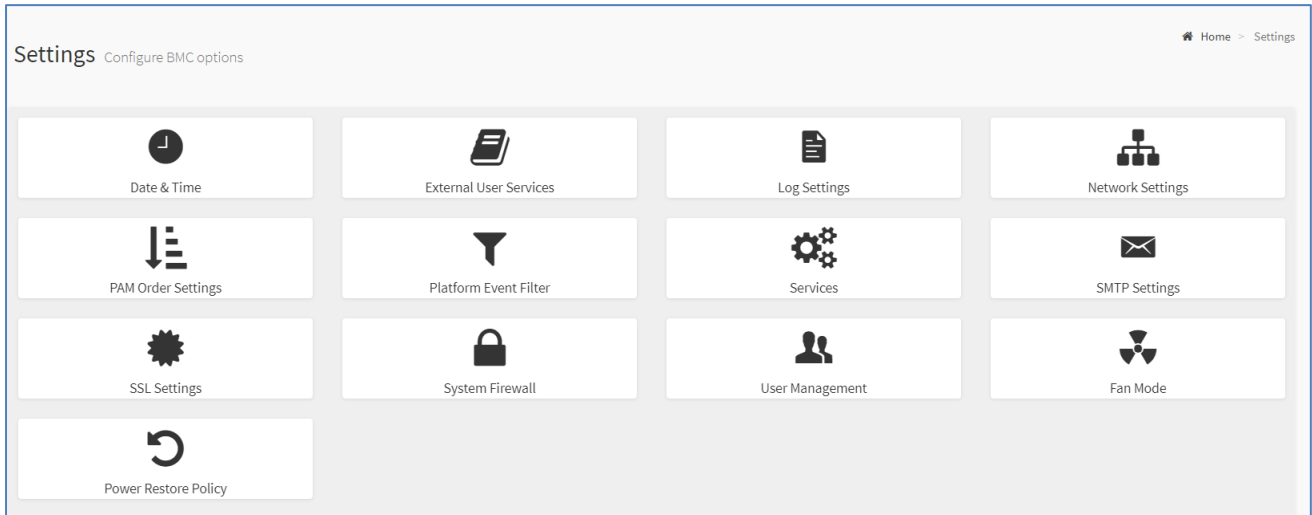 Home > Settings
Settings Configure BMC options
Date & Time
External User Services
Log Settings
Network Settings
PAM Order Settings
Platform Event Filter
Services
SMTP Settings
SSL Settings
System Firewall
User Management
Fan Mode
Power Restore Policy